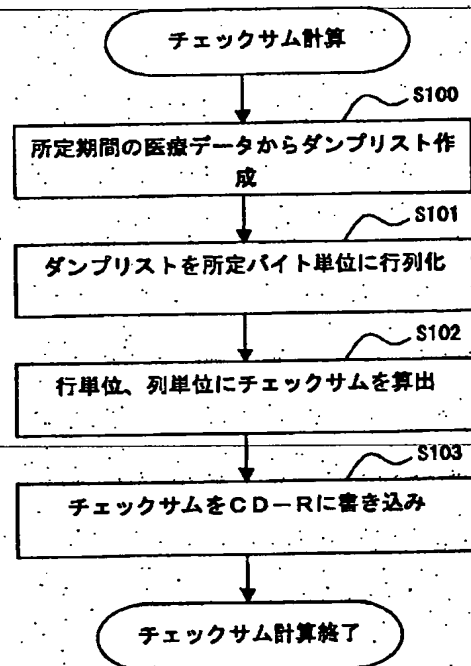 チェックサム計算
S100
所定期間の医療データからダンプリスト作
成
S101
ダンプリストを所定バイト単位に行列化
S102
行単位、列単位にチェックサムを算出
S103
チェックサムをCD-Rに書き込み
チェックサム計算終了